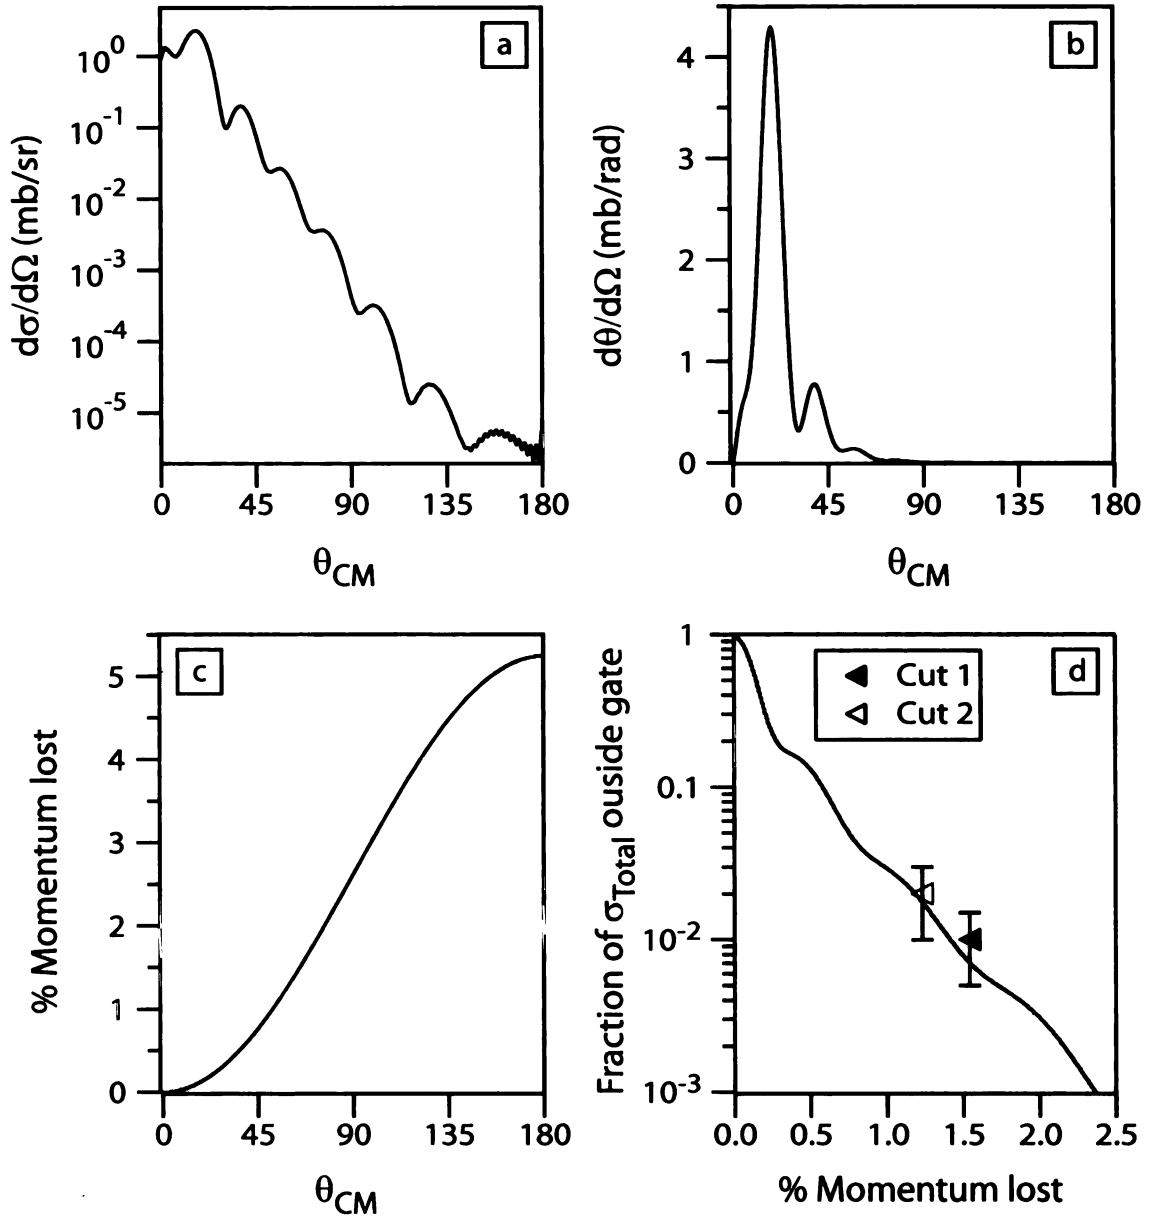 a
10⁰
10⁻¹
10⁻²
10⁻³
10⁻⁴
10⁻⁵
dσ/dΩ (mb/sr)
0 45 90 135 180
θCM
b
4
3
2
1
0
dθ/dΩ (mb/rad)
0 45 90 135 180
θCM
c
5
4
3
2
1
0
% Momentum lost
0 45 90 135 180
θCM
d
Cut 1
Cut 2
1
0.1
10⁻²
10⁻³
Fraction of σTotal ouside gate
0.0 0.5 1.0 1.5 2.0 2.5
% Momentum lost